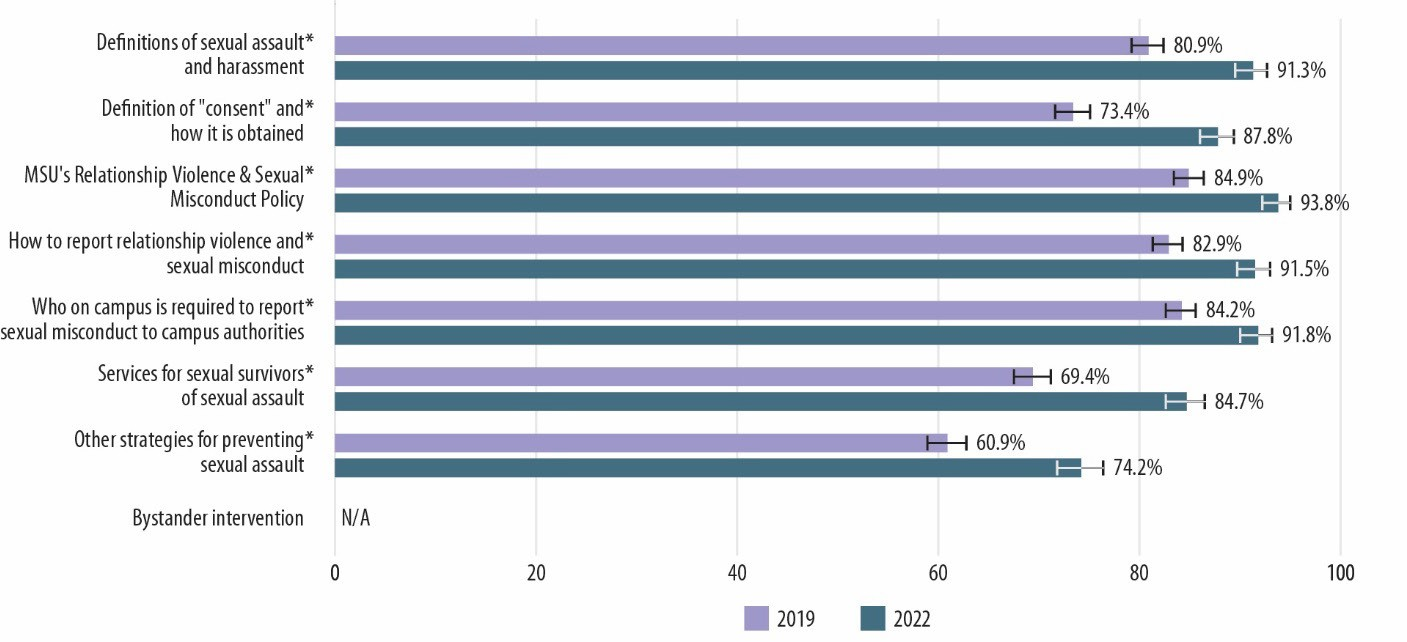 Definitions of sexual assault*
and harassment
80.9%
91.3%
Definition of "consent" and*
how it is obtained
73.4%
87.8%
MSU's Relationship Violence & Sexual*
Misconduct Policy
84.9%
93.8%
How to report relationship violence and*
sexual misconduct
82.9%
91.5%
Who on campus is required to report*
sexual misconduct to campus authorities
84.2%
91.8%
Services for sexual survivors*
of sexual assault
69.4%
84.7%
Other strategies for preventing*
sexual assault
60.9%
74.2%
Bystander intervention
N/A
0 20 40 60 80 100
2019 2022